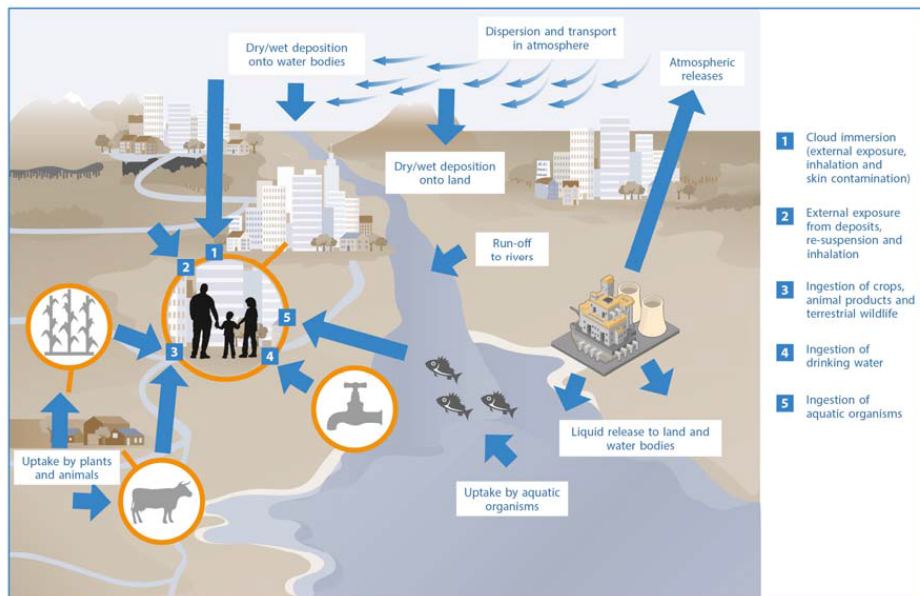 Dry/wet deposition
onto water bodies
Dispersion and transport
in atmosphere
Atmospheric
releases
Dry/wet deposition
onto land
Run-off
to rivers
1
2
3
4
5
Liquid release to land and
water bodies
Uptake by plants
and animals
Uptake by aquatic
organisms
1 Cloud immersion
(external exposure,
inhalation and
skin contamination)
2 External exposure
from deposits,
re-suspension and
inhalation
3 Ingestion of crops,
animal products and
terrestrial wildlife
4 Ingestion of
drinking water
5 Ingestion of
aquatic organisms